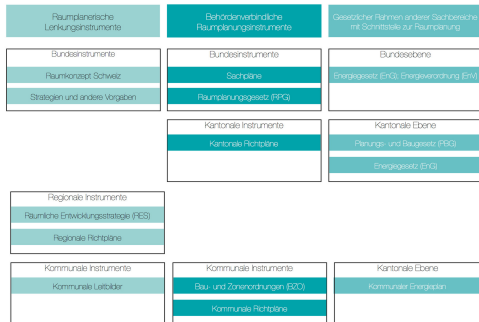 Raumplanerische
Lenkungsinstrumente
Behördenverbindliche
Raumplanungsinstrumente
Gesetzlicher Rahmen anderer Sachbereiche
mit Schnittstelle zur Raumplanung
Bundesinstrumente
Raumkonzept Schweiz
Strategien und andere Vorgaben
Bundesinstrumente
Sachpläne
Raumplanungsgesetz (RPG)
Bundesebene
Energiegesetz (EnG), Energieverordnung (EnV)
Kantonale Instrumente
Kantonale Richtpläne
Kantonale Ebene
Planungs- und Baugesetz (PBG)
Energiegesetz (EnG)
Regionale Instrumente
Räumliche Entwicklungsstrategie (RES)
Regionale Richtpläne
Kommunale Instrumente
Kommunale Leitbilder
Kommunale Instrumente
Bau- und Zonenordnungen (BZO)
Kommunale Richtpläne
Kantonale Ebene
Kommunaler Energieplan